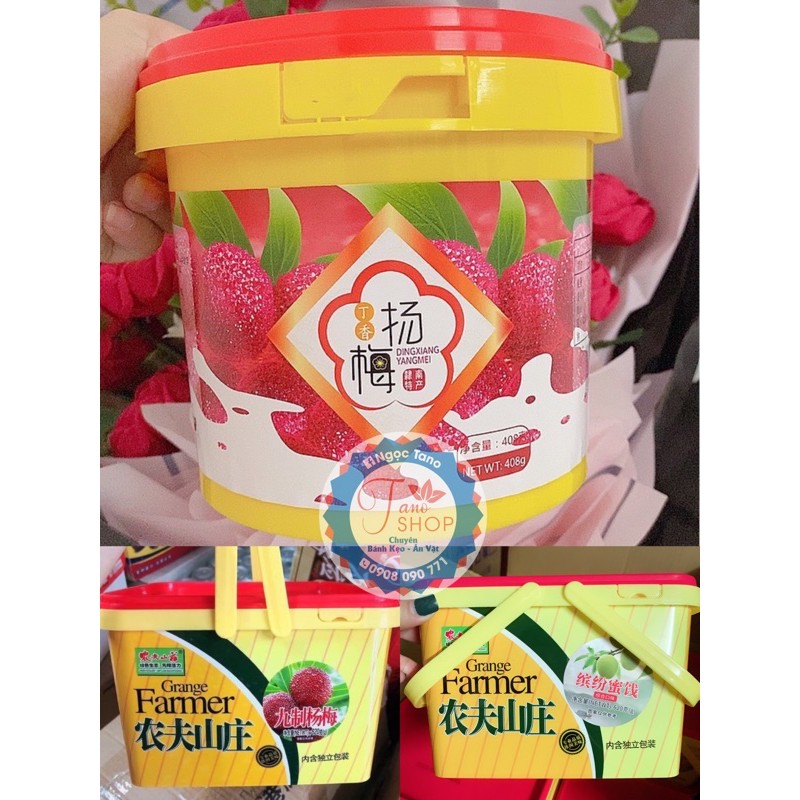 丁香
扬梅
DINGXIANG
YANGMEI
赣南
特产
净含量：408
NET WT: 408g
Ngọc Tano
Tano
SHOP
Chuyên
Bánh Kẹo - Ăn Vặt
0908 090 771
Grange
Farmer
农夫山庄
九制杨梅
内含独立包装
Grange
Farmer
农夫山庄
缤纷蜜饯
内含独立包装